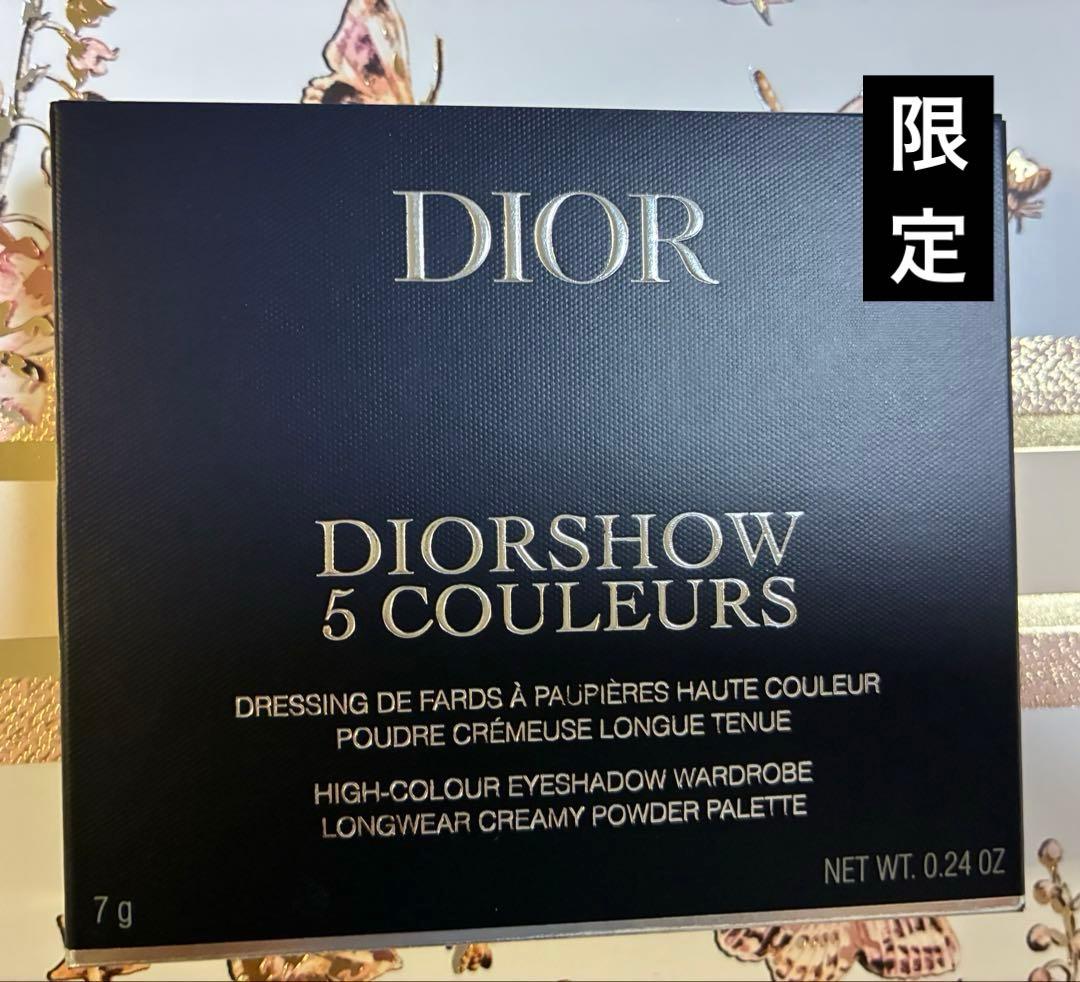 限
定
DIOR
DIORSHOW
5 COULEURS
DRESSING DE FARDS À PAUPIÈRES HAUTE COULEUR
POUDRE CRÉMEUSE LONGUE TENUE
HIGH-COLOUR EYESHADOW WARDROBE
LONGWEAR CREAMY POWDER PALETTE
NET WT. 0.24 OZ
7 g